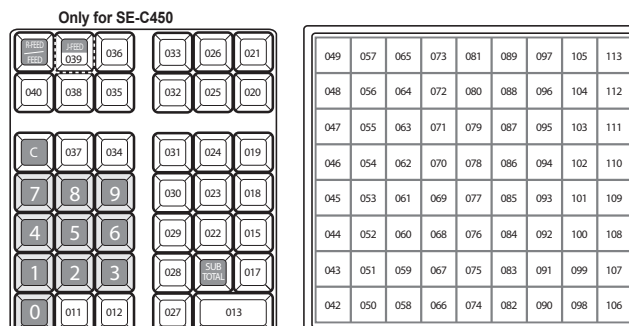 Only for SE-C450
R-FEED J-FEED
FEED 039 036 033 026 021
040 038 035 032 025 020
C 037 034 031 024 019
7 8 9 030 023 018
4 5 6 029 022 015
1 2 3 028 SUB TOTAL 017
0 011 012 027 013
049 057 065 073 081 089 097 105 113
048 056 064 072 080 088 096 104 112
047 055 063 071 079 087 095 103 111
046 054 062 070 078 086 094 102 110
045 053 061 069 077 085 093 101 109
044 052 060 068 076 084 092 100 108
043 051 059 067 075 083 091 099 107
042 050 058 066 074 082 090 098 106